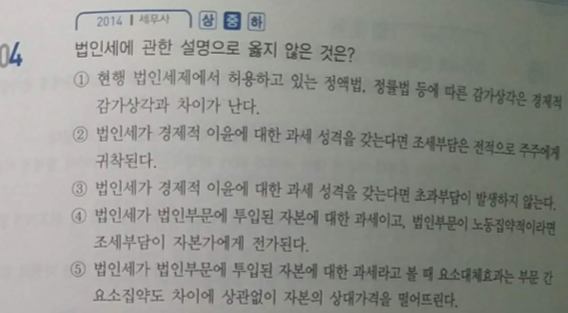 2014 | 세무사 상 중 하
04
법인세에 관한 설명으로 옳지 않은 것은?
① 현행 법인세제에서 허용하고 있는 정액법, 정률법 등에 따른 감가상각은 경제적
감가상각과 차이가 난다.
② 법인세가 경제적 이윤에 대한 과세 성격을 갖는다면 조세부담은 전적으로 주주에게
귀착된다.
③ 법인세가 경제적 이윤에 대한 과세 성격을 갖는다면 초과부담이 발생하지 않는다.
④ 법인세가 법인부문에 투입된 자본에 대한 과세이고, 법인부문이 노동집약적이라면
조세부담이 자본가에게 전가된다.
⑤ 법인세가 법인부문에 투입된 자본에 대한 과세라고 볼 때 요소대체효과는 부문 간
요소집약도 차이에 상관없이 자본의 상대가격을 떨어뜨린다.